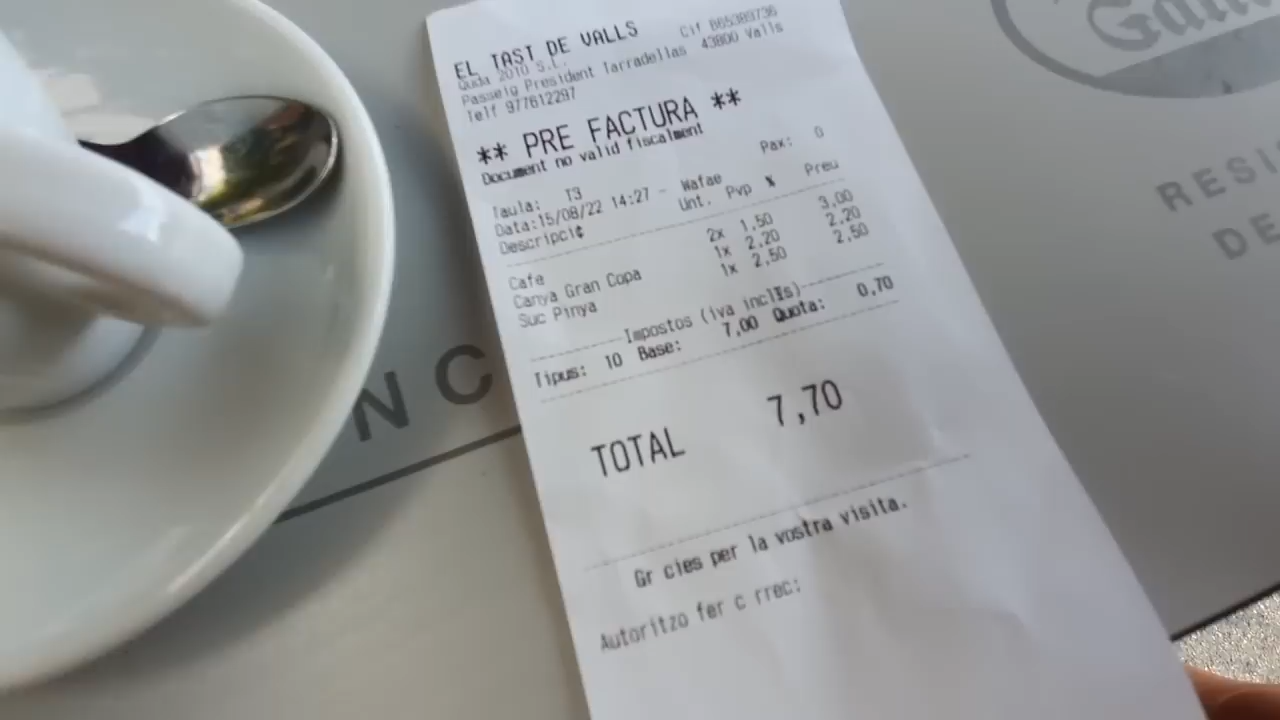 EL TAST DE VALLS
Quda 2010 S.L. Cif B65389736
Passeig President Tarradellas 43800 Valls
Telf 977612297
** PRE FACTURA **
Document no valid fiscalment
Taula: T3 Pax: 0
Data:15/08/22 14:27 - Wafae
Descripci¢ Unt. Pvp % Preu
Cafe 2x 1,50 3,00
Canya Gran Copa 1x 2,20 2,20
Suc Pinya 1x 2,50 2,50
Impostos (iva inclïs)
Tipus: 10 Base: 7,00 Quota: 0,70
TOTAL 7,70
Gr cies per la vostra visita.
Autoritzo fer c rrec:
NC
RESI
DE